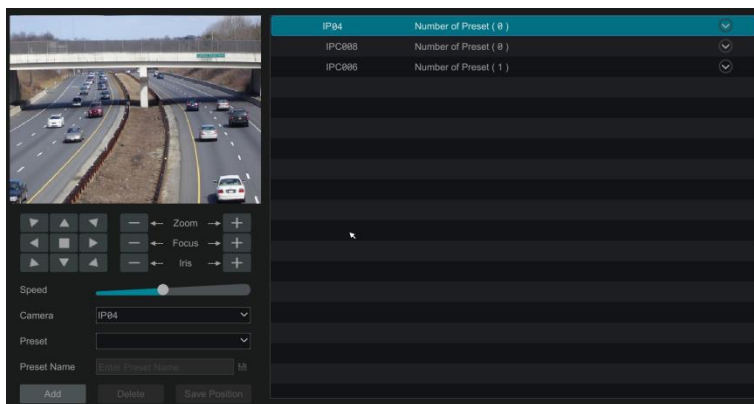 IP04 Number of Preset ( 0 )
IPC008 Number of Preset ( 0 )
IPC006 Number of Preset ( 1 )
Zoom
Focus
Iris
Speed
Camera IP04
Preset
Preset Name Enter Preset Name
Add Delete Save Position